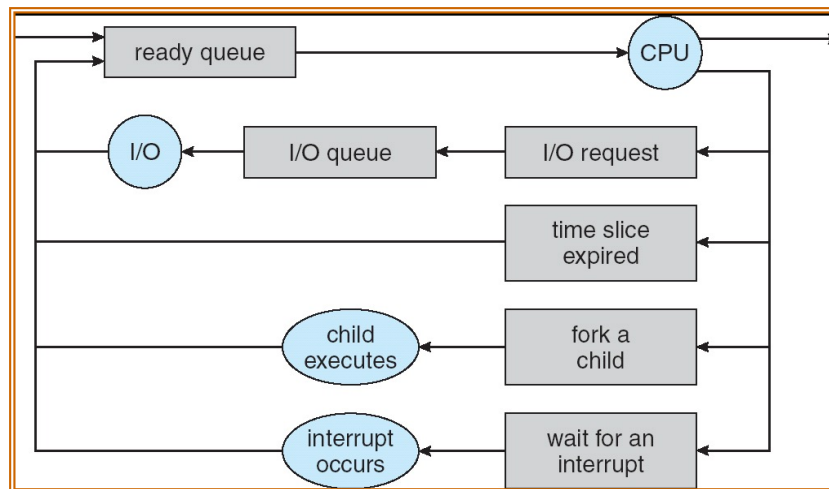 ready queue
CPU
I/O
I/O queue
I/O request
time slice
expired
child
executes
fork a
child
interrupt
occurs
wait for an
interrupt